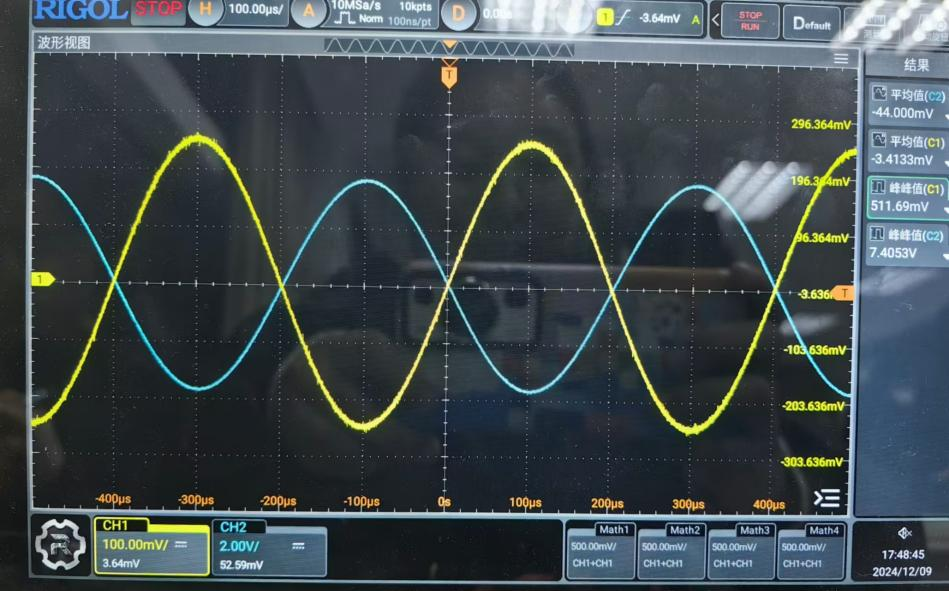 RIGOL STOP H 100.00μs/ A 10MSa/s 10kpts
Norm 100ns/pt
D 0.00s
1 -3.64mV A
STOP
RUN
Default
波形视图
T
结果
296.364mV
196.364mV
96.364mV
-3.636
-103.636mV
-203.636mV
-303.636mV
1
T
平均值(C2)
-44.000mV
平均值(C1)
-3.4133mV
峰峰值(C1)
511.69mV
峰峰值(C2)
7.4053V
-400μs -300μs -200μs -100μs 0s 100μs 200μs 300μs 400μs
R
CH1
100.00mV/
3.64mV
CH2
2.00V/
52.59mV
Math1
500.00mV/
CH1+CH1
Math2
500.00mV/
CH1+CH1
Math3
500.00mV/
CH1+CH1
Math4
500.00mV/
CH1+CH1
17:48:45
2024/12/09